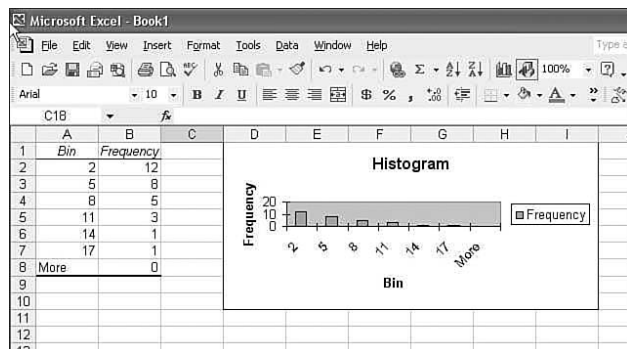 Microsoft Excel - Book1
File Edit View Insert Format Tools Data Window Help
Type
Σ 100%
Arial 10 B I U $ % , A
C18 fx
A B C D E F G H I
1 Bin Frequency
2 2 12
3 5 8
4 8 5
5 11 3
6 14 1
7 17 1
8 More 0
9
10
11
12
Histogram
Frequency
20
10
0
2 5 8 11 14 17 More
Bin
Frequency